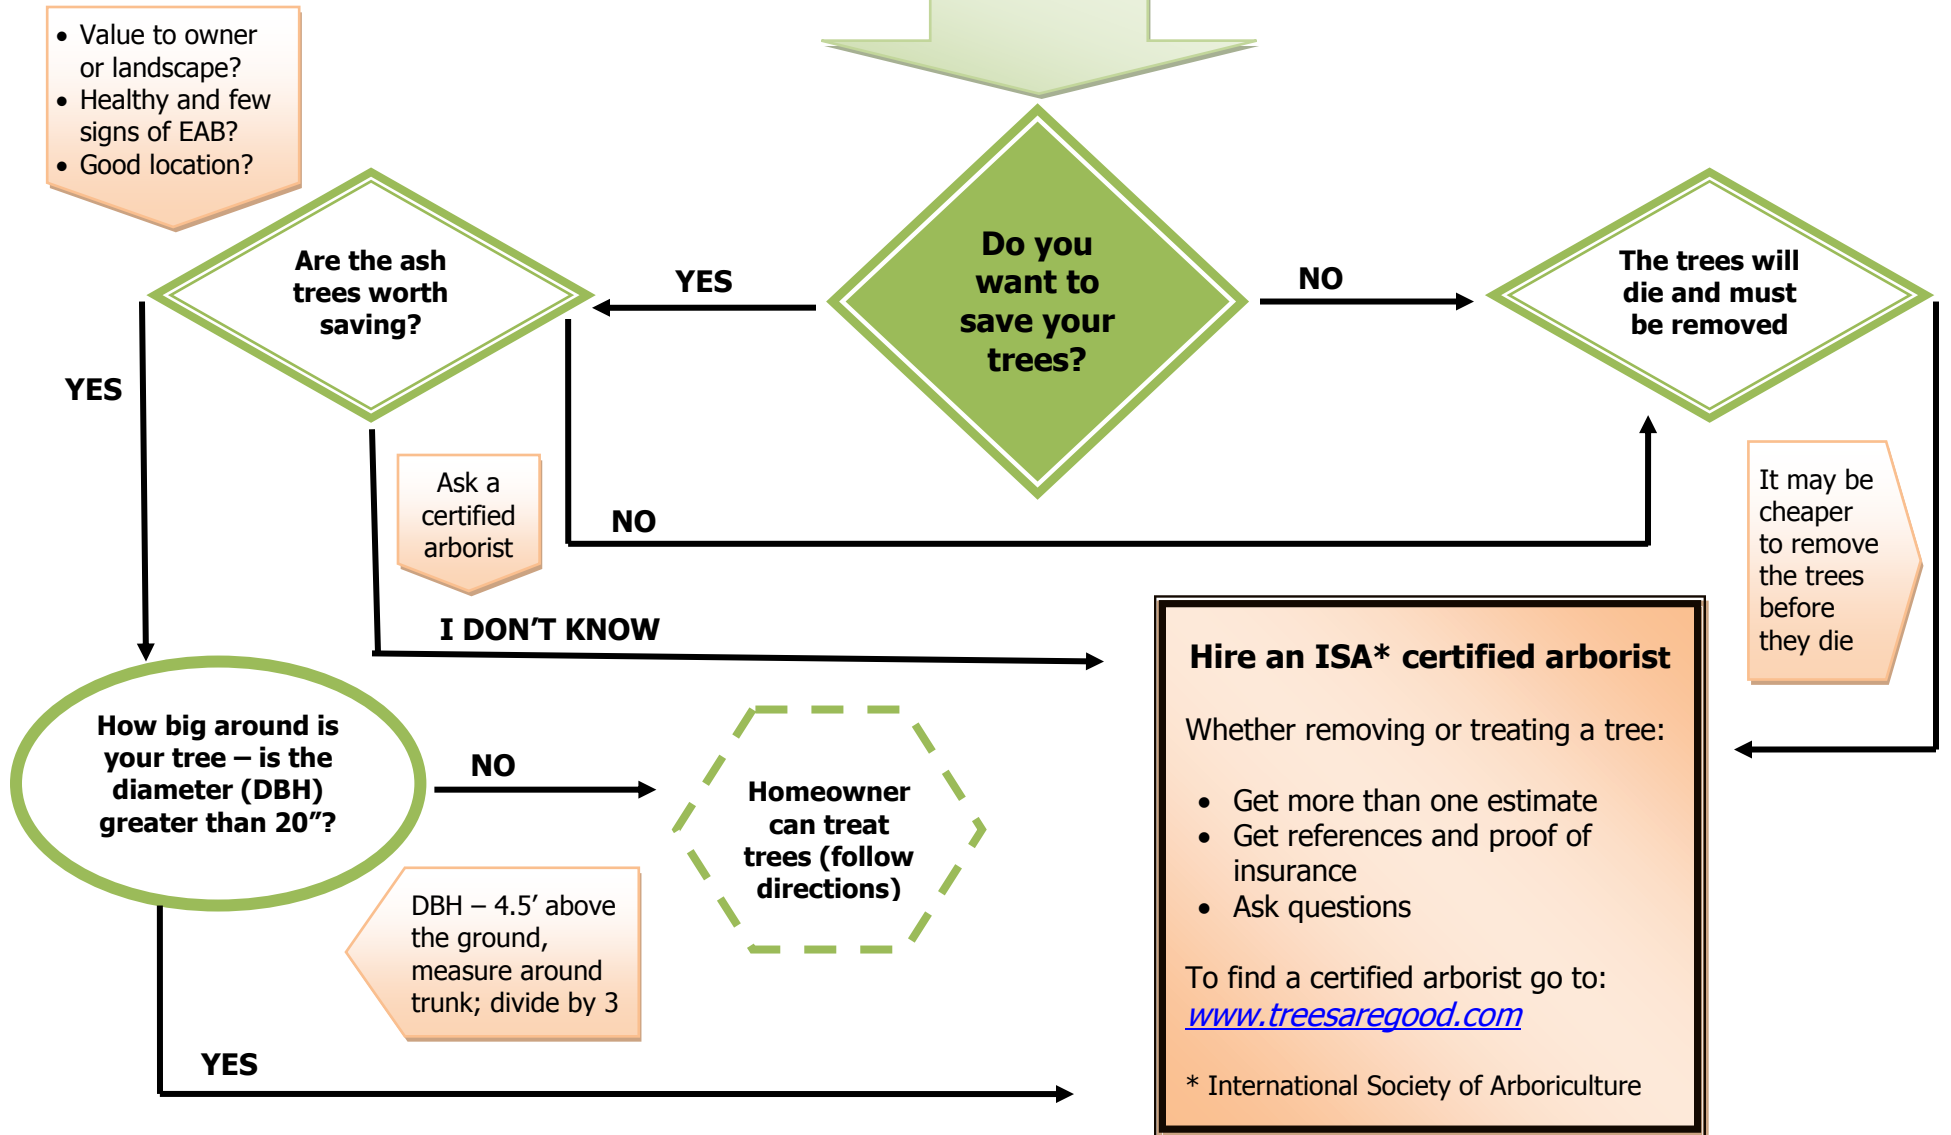 • Value to owner
or landscape?
• Healthy and few
signs of EAB?
• Good location?
Are the ash
trees worth
saving?
YES
Do you
want to
save your
trees?
NO
The trees will
die and must
be removed
YES
Ask a
certified
arborist
NO
It may be
cheaper
to remove
the trees
before
they die
I DON'T KNOW
How big around is
your tree – is the
diameter (DBH)
greater than 20″?
NO
Homeowner
can treat
trees (follow
directions)
DBH – 4.5′ above
the ground,
measure around
trunk; divide by 3
YES
Hire an ISA* certified arborist
Whether removing or treating a tree:
• Get more than one estimate
• Get references and proof of
insurance
• Ask questions
To find a certified arborist go to:
www.treesaregood.com
* International Society of Arboriculture